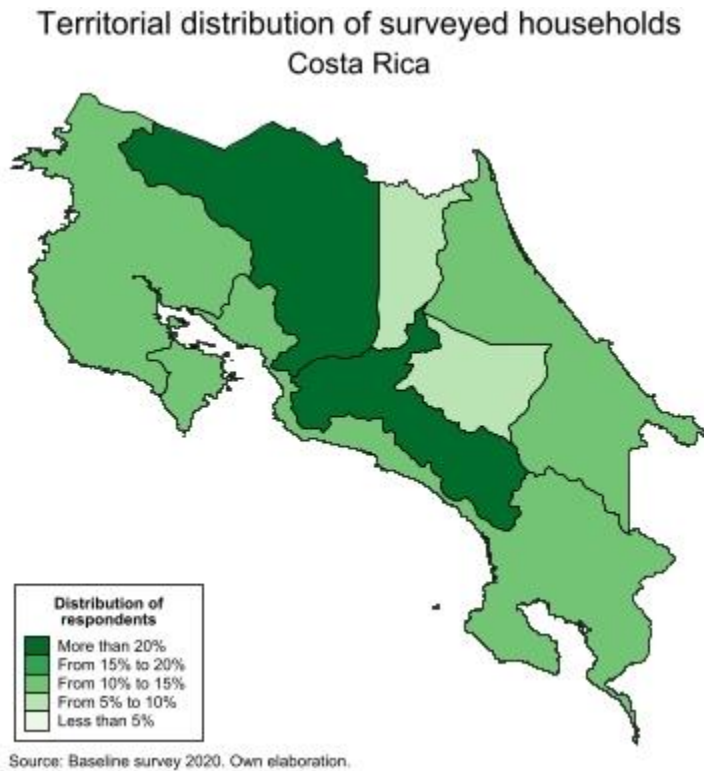 Territorial distribution of surveyed households
Costa Rica
Distribution of
respondents
More than 20%
From 15% to 20%
From 10% to 15%
From 5% to 10%
Less than 5%
Source: Baseline survey 2020. Own elaboration.